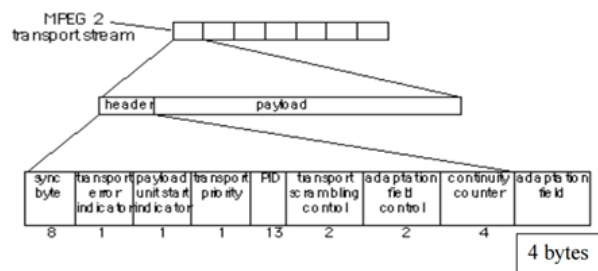 MPEG 2
transport stream
header payload
sync transport payload transport PID transport adaptation continuity adaptation
byte error unit start priority scrambling field counter field
indicator indicator control control
8 1 1 1 13 2 2 4
4 bytes